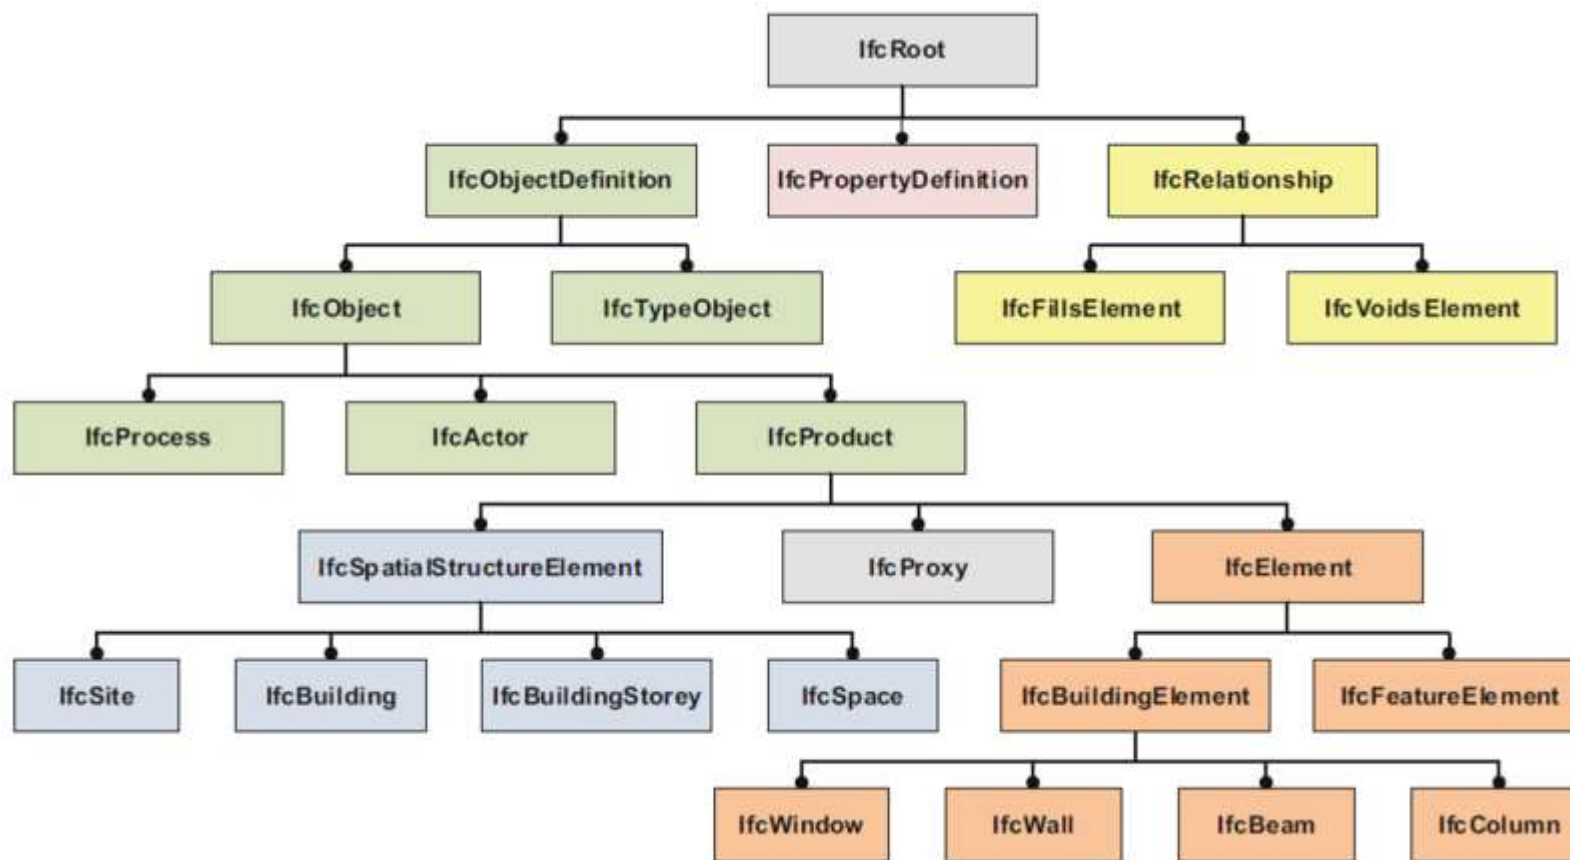 IfcRoot
IfcObjectDefinition
IfcPropertyDefinition
IfcRelationship
IfcObject
IfcTypeObject
IfcFillsElement
IfcVoidsElement
IfcProcess
IfcActor
IfcProduct
IfcSpatialStructureElement
IfcProxy
IfcElement
IfcSite
IfcBuilding
IfcBuildingStorey
IfcSpace
IfcBuildingElement
IfcFeatureElement
IfcWindow
IfcWall
IfcBeam
IfcColumn